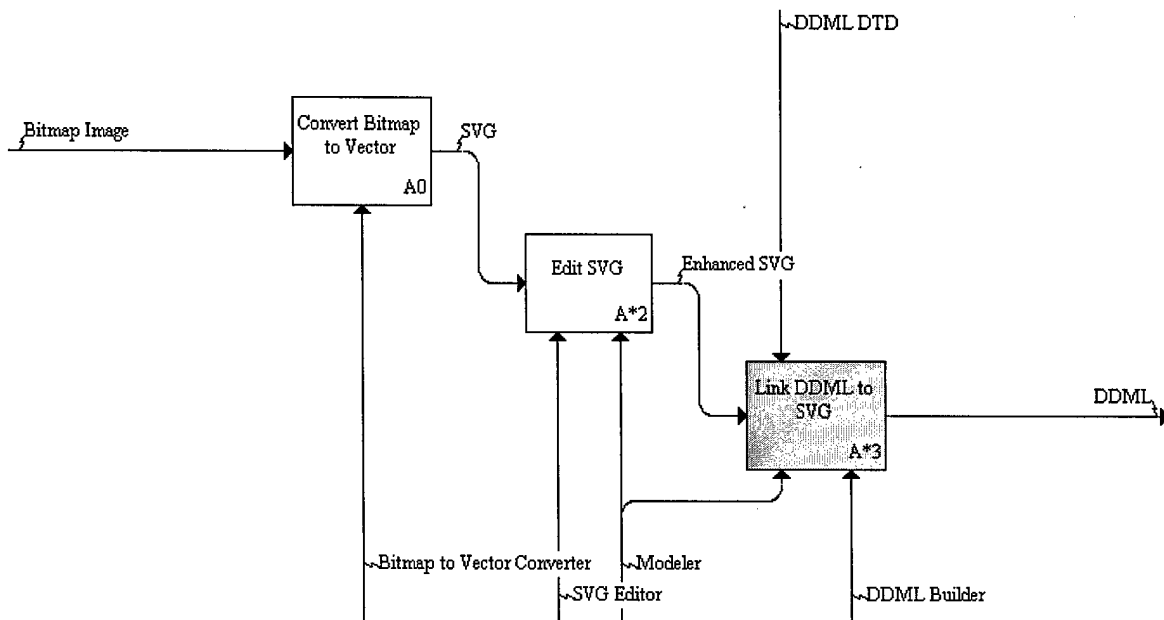 DDML DTD
Bitmap Image
Convert Bitmap
to Vector
A0
SVG
Edit SVG
A*2
Enhanced SVG
Link DDML to
SVG
A*3
DDML
Bitmap to Vector Converter
Modeler
SVG Editor
DDML Builder